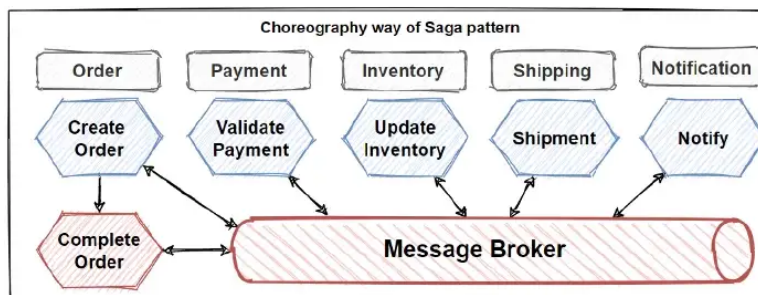 Choreography way of Saga pattern
Order
Payment
Inventory
Shipping
Notification
Create
Order
Validate
Payment
Update
Inventory
Shipment
Notify
Complete
Order
Message Broker